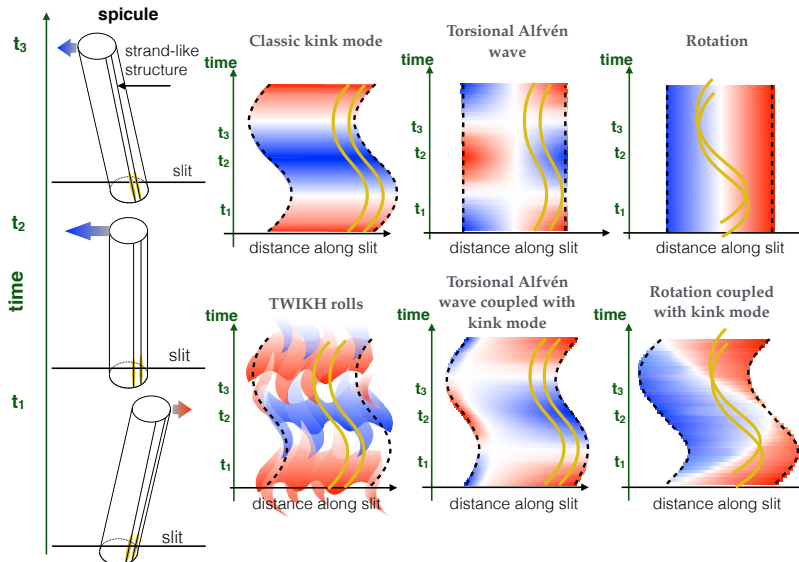 spicule
t3
strand-like
structure
slit
t2
slit
time
t1
slit
Classic kink mode
time
t3
t2
t1
distance along slit
Torsional Alfvén
wave
time
t3
t2
t1
distance along slit
Rotation
time
t3
t2
t1
distance along slit
TWIKH rolls
time
t3
t2
t1
distance along slit
Torsional Alfvén
wave coupled with
kink mode
time
t3
t2
t1
distance along slit
Rotation coupled
with kink mode
time
t3
t2
t1
distance along slit